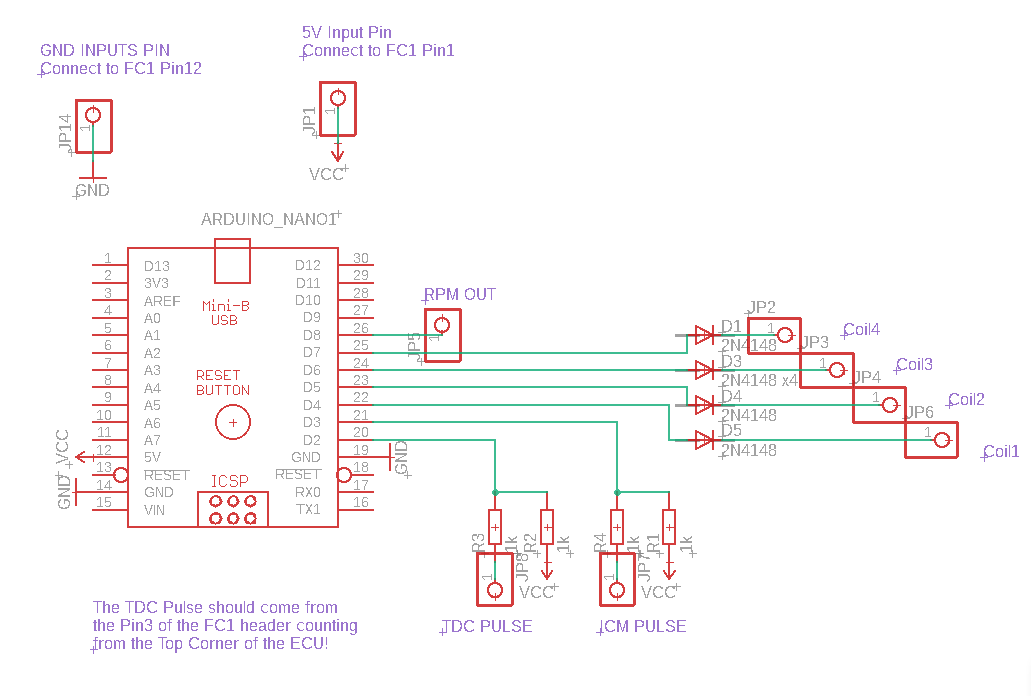 5V Input Pin
Connect to FC1 Pin1
GND INPUTS PIN
Connect to FC1 Pin12
JP14
1
GND
JP1
1
VCC
ARDUINO_NANO1
Mini-B
USB
RESET
BUTTON
ICSP
1 D13
2 3V3
3 AREF
4 A0
5 A1
6 A2
7 A3
8 A4
9 A5
10 A6
11 A7
12 5V
13 RESET
14 GND
15 VIN
VCC
GND
D12 30
D11 29
D10 28
D9 27
D8 26
D7 25
D6 24
D5 23
D4 22
D3 21
D2 20
GND 19
RESET 18
RX0 17
TX1 16
GND
RPM OUT
JP5
1
D1
2N4148
D3
2N4148 x4
D4
2N4148
D5
2N4148
JP2
1
Coil4
JP3
1
Coil3
JP4
1
Coil2
JP6
1
Coil1
R3
1k
R2
1k
JP8
1
VCC
TDC PULSE
R4
1k
R1
1k
JP7
1
VCC
ICM PULSE
The TDC Pulse should come from
the Pin3 of the FC1 header counting
from the Top Corner of the ECU!